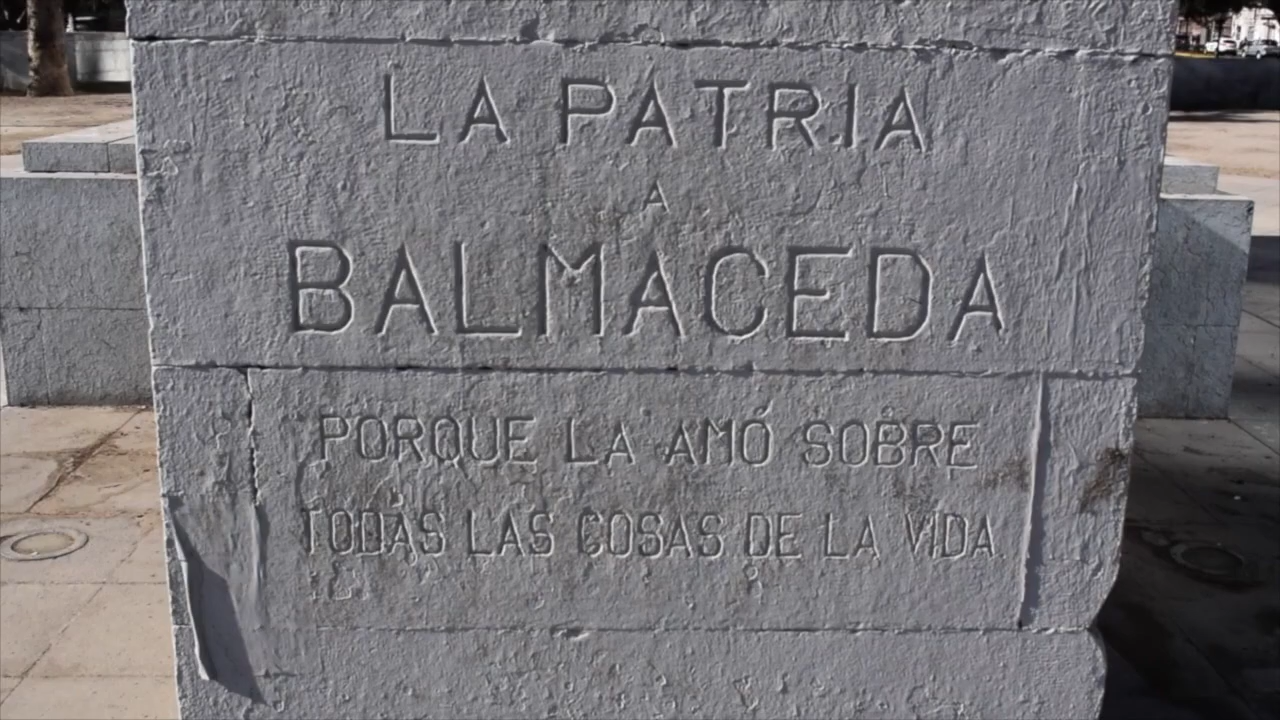 LA PATRIA
A
BALMACEDA
PORQUE LA AMÓ SOBRE
TODAS LAS COSAS DE LA VIDA